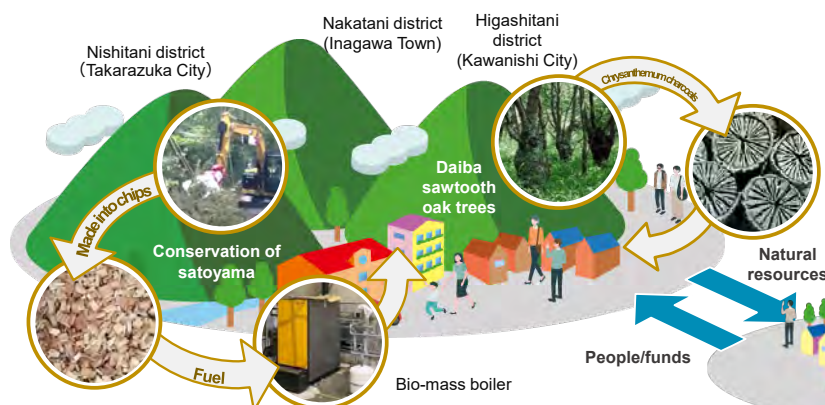 Nakatani district
(Inagawa Town)
Higashitani
district
(Kawanishi City)
Nishitani district
(Takarazuka City)
Chrysanthemum charcoals
Daiba
sawtooth
oak trees
Made into chips
Conservation of
satoyama
Natural
resources
People/funds
Fuel
Bio-mass boiler